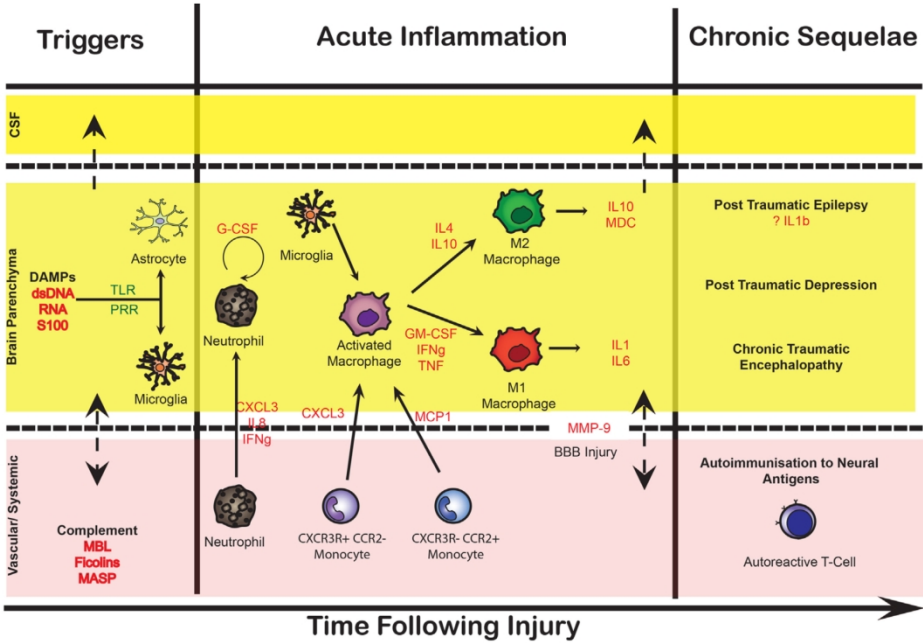 Triggers
Acute Inflammation
Chronic Sequelae
CSF
Brain Parenchyma
DAMPs
dsDNA
RNA
S100
TLR
PRR
Astrocyte
Microglia
G-CSF
Neutrophil
Microglia
Activated
Macrophage
IL4
IL10
M2
Macrophage
IL10
MDC
GM-CSF
IFNg
TNF
M1
Macrophage
IL1
IL6
Post Traumatic Epilepsy
? IL1b
Post Traumatic Depression
Chronic Traumatic
Encephalopathy
CXCL3
IL8
IFNg
CXCL3
MCP1
MMP-9
BBB Injury
Vascular/ Systemic
Complement
MBL
Ficolins
MASP
Neutrophil
CXCR3R+ CCR2-
Monocyte
CXCR3R- CCR2+
Monocyte
Autoimmunisation to Neural
Antigens
Autoreactive T-Cell
Time Following Injury